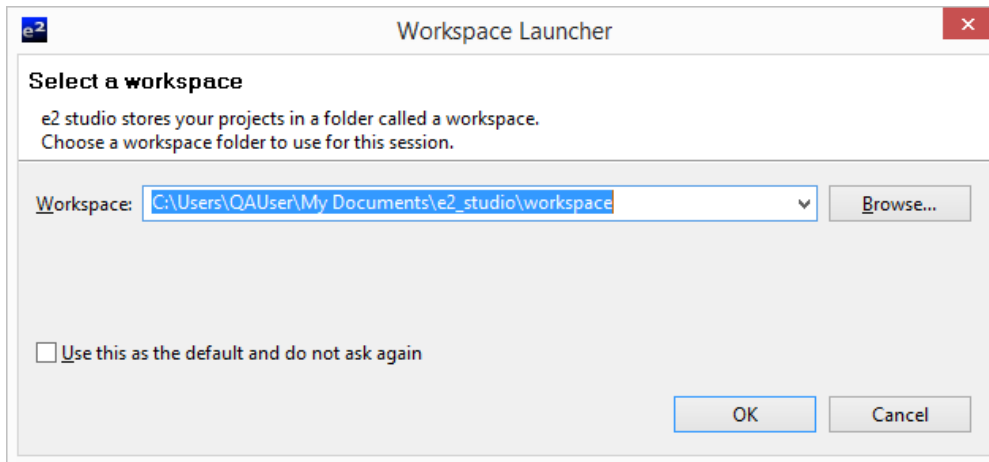 e2
Workspace Launcher
Select a workspace
e2 studio stores your projects in a folder called a workspace.
Choose a workspace folder to use for this session.
Workspace: C:\Users\QAUser\My Documents\e2_studio\workspace Browse...
Use this as the default and do not ask again
OK Cancel